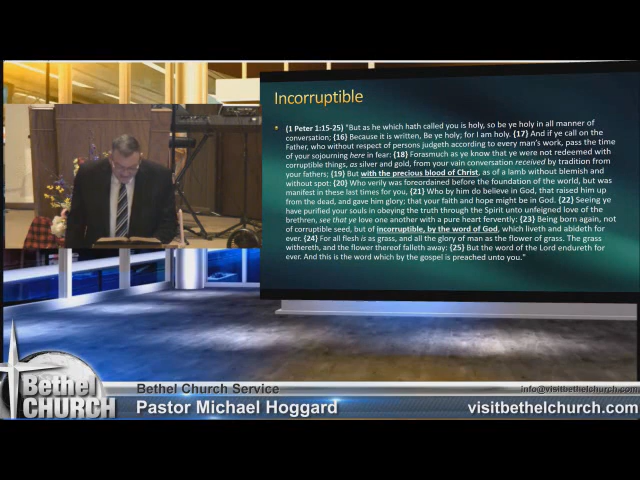 Incorruptible
• (1 Peter 1:15-25) "But as he which hath called you is holy, so be ye holy in all manner of
conversation; {16} Because it is written, Be ye holy; for I am holy. {17} And if ye call on the
Father, who without respect of persons judgeth according to every man's work, pass the time
of your sojourning here in fear: {18} Forasmuch as ye know that ye were not redeemed with
corruptible things, as silver and gold, from your vain conversation received by tradition from
your fathers; {19} But with the precious blood of Christ, as of a lamb without blemish and
without spot: {20} Who verily was foreordained before the foundation of the world, but was
manifest in these last times for you, {21} Who by him do believe in God, that raised him up
from the dead, and gave him glory; that your faith and hope might be in God. {22} Seeing ye
have purified your souls in obeying the truth through the Spirit unto unfeigned love of the
brethren, see that ye love one another with a pure heart fervently: {23} Being born again, not
of corruptible seed, but of incorruptible, by the word of God, which liveth and abideth for
ever. {24} For all flesh is as grass, and all the glory of man as the flower of grass. The grass
withereth, and the flower thereof falleth away: {25} But the word of the Lord endureth for
ever. And this is the word which by the gospel is preached unto you."
Bethel
CHURCH
Bethel Church Service
info@visitbethelchurch.com
Pastor Michael Hoggard
visitbethelchurch.com